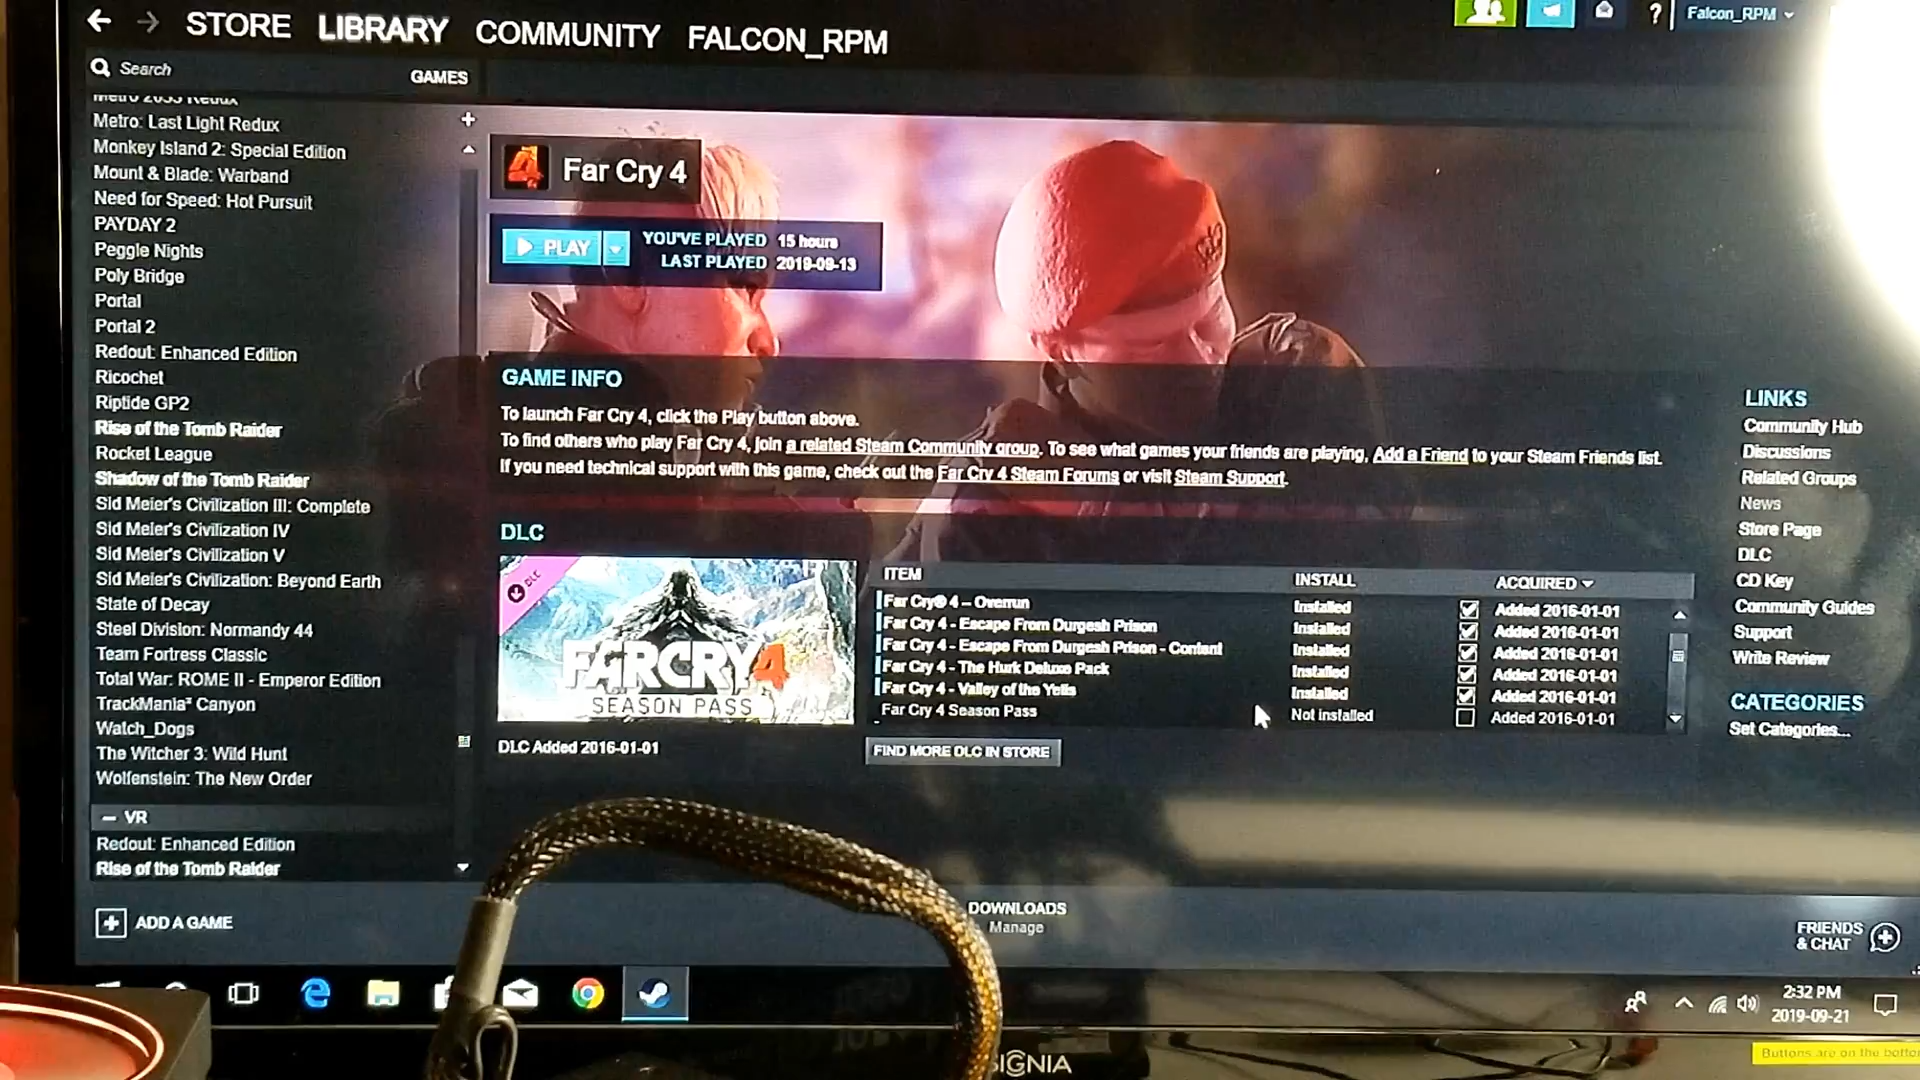 STORE LIBRARY COMMUNITY FALCON_RPM
? Falcon_RPM
Search
GAMES
Metro 2033 Redux
Metro: Last Light Redux
Monkey Island 2: Special Edition
Mount & Blade: Warband
Need for Speed: Hot Pursuit
PAYDAY 2
Peggle Nights
Poly Bridge
Portal
Portal 2
Redout: Enhanced Edition
Ricochet
Riptide GP2
Rise of the Tomb Raider
Rocket League
Shadow of the Tomb Raider
Sid Meier's Civilization III: Complete
Sid Meier's Civilization IV
Sid Meier's Civilization V
Sid Meier's Civilization: Beyond Earth
State of Decay
Steel Division: Normandy 44
Team Fortress Classic
Total War: ROME II - Emperor Edition
TrackMania² Canyon
Watch_Dogs
The Witcher 3: Wild Hunt
Wolfenstein: The New Order
VR
Redout: Enhanced Edition
Rise of the Tomb Raider
ADD A GAME
4 Far Cry 4
PLAY
YOU'VE PLAYED 15 hours
LAST PLAYED 2019-09-13
GAME INFO
To launch Far Cry 4, click the Play button above.
To find others who play Far Cry 4, join a related Steam Community group. To see what games your friends are playing, Add a Friend to your Steam Friends list.
If you need technical support with this game, check out the Far Cry 4 Steam Forums or visit Steam Support.
DLC
DLC
FARCRY4
SEASON PASS
DLC Added 2016-01-01
ITEM INSTALL ACQUIRED
Far Cry® 4 – Overrun Installed Added 2016-01-01
Far Cry 4 - Escape From Durgesh Prison Installed Added 2016-01-01
Far Cry 4 - Escape From Durgesh Prison - Content Installed Added 2016-01-01
Far Cry 4 - The Hurk Deluxe Pack Installed Added 2016-01-01
Far Cry 4 - Valley of the Yetis Installed Added 2016-01-01
Far Cry 4 Season Pass Not installed Added 2016-01-01
FIND MORE DLC IN STORE
LINKS
Community Hub
Discussions
Related Groups
News
Store Page
DLC
CD Key
Community Guides
Support
Write Review
CATEGORIES
Set Categories...
DOWNLOADS
Manage
FRIENDS
& CHAT
2:32 PM
2019-09-21
SIGNIA
Buttons are on the